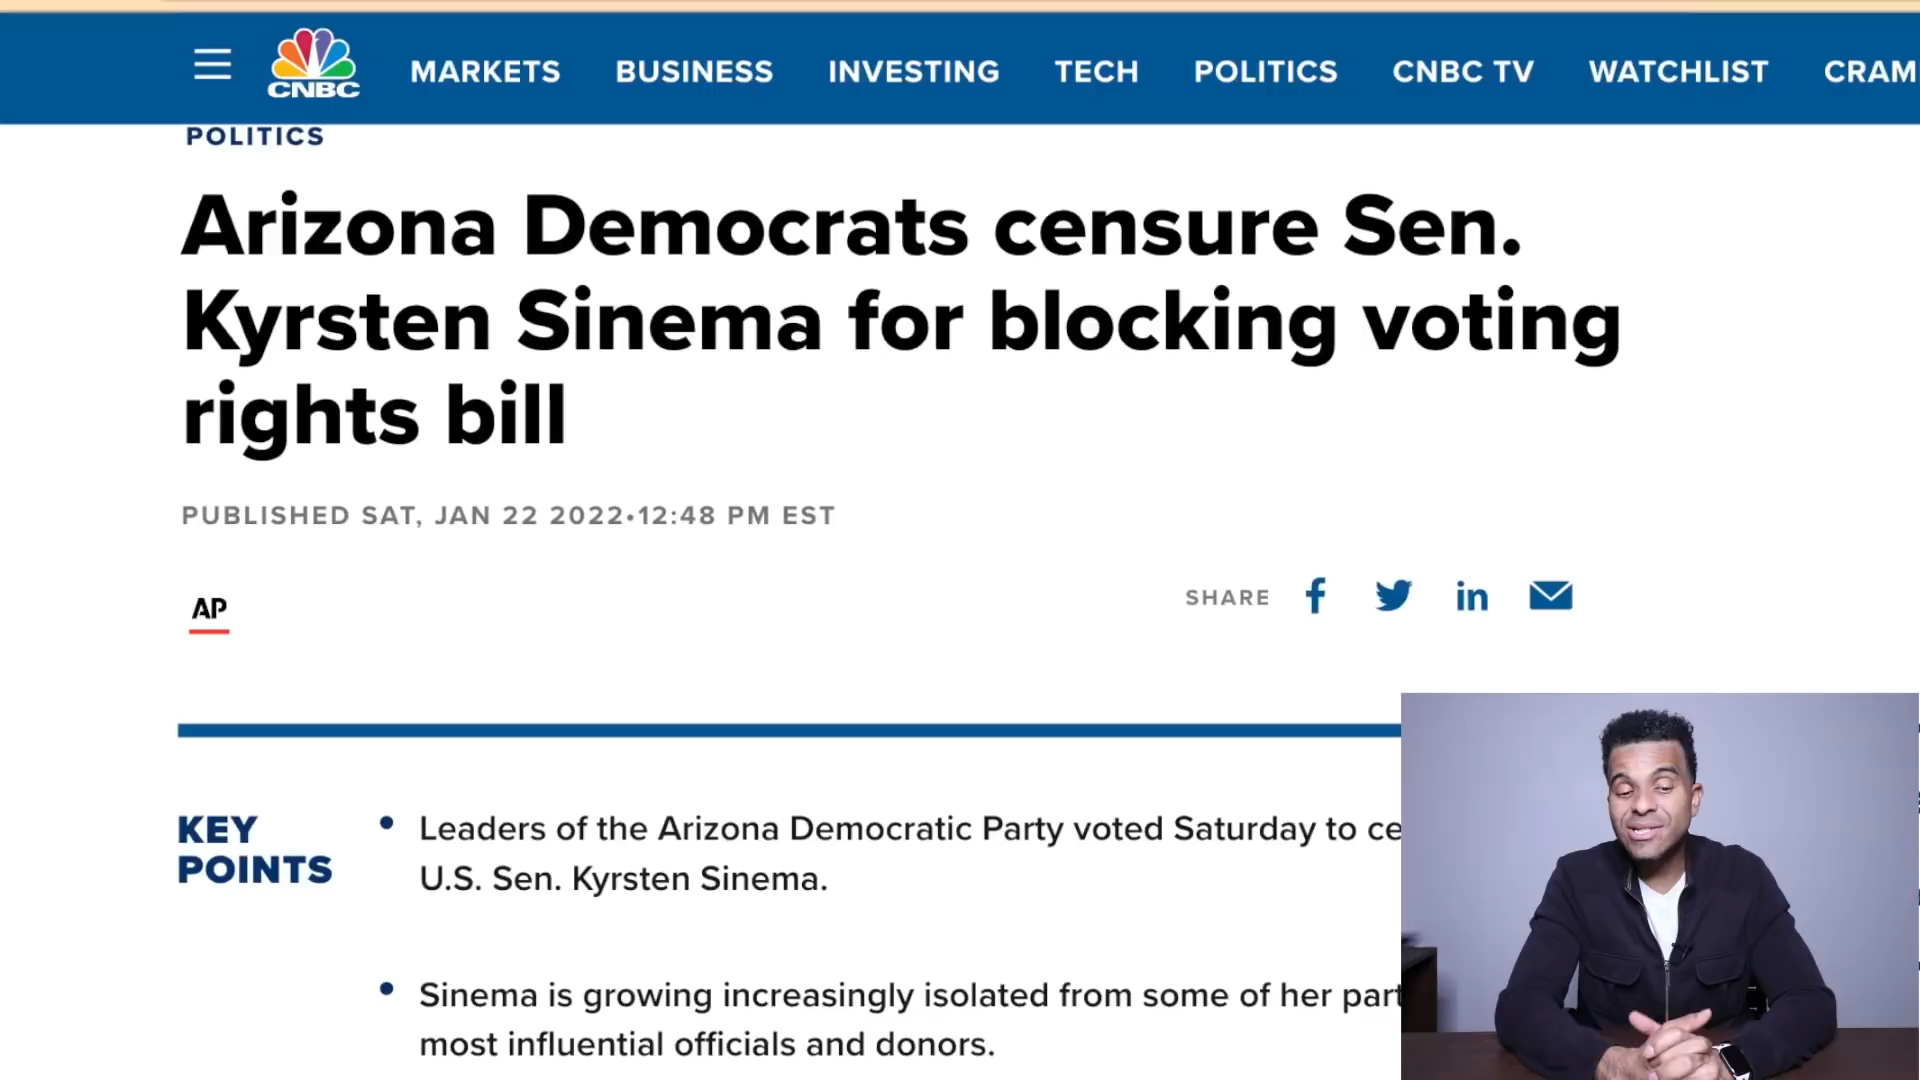 CNBC
MARKETS BUSINESS INVESTING TECH POLITICS CNBC TV WATCHLIST CRAM
POLITICS
Arizona Democrats censure Sen.
Kyrsten Sinema for blocking voting
rights bill
PUBLISHED SAT, JAN 22 2022•12:48 PM EST
AP
SHARE
KEY
POINTS
• Leaders of the Arizona Democratic Party voted Saturday to ce
U.S. Sen. Kyrsten Sinema.
• Sinema is growing increasingly isolated from some of her part
most influential officials and donors.